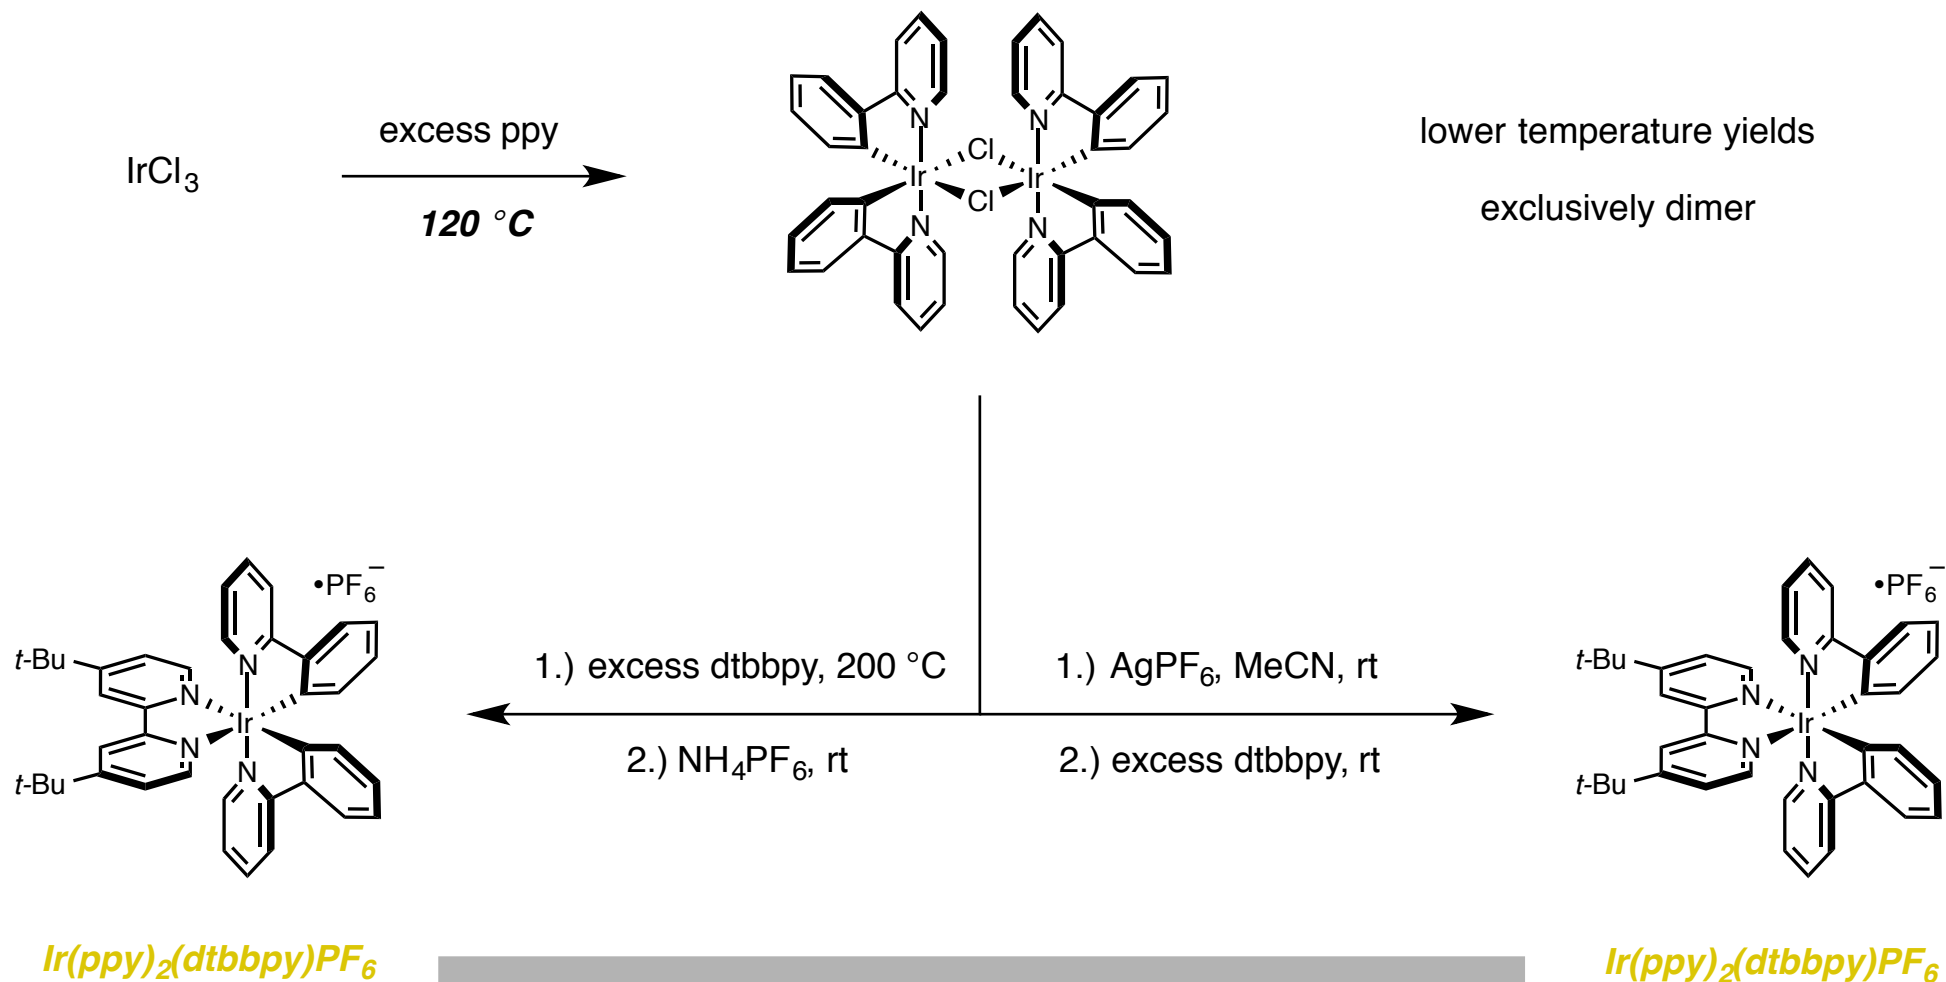 IrCl₃
excess ppy
120 °C
N
N
Cl
Ir
Ir
Cl
N
N
lower temperature yields
exclusively dimer
•PF₆⁻
t-Bu
N
N
Ir
N
t-Bu
N
1.) excess dtbbpy, 200 °C
2.) NH₄PF₆, rt
1.) AgPF₆, MeCN, rt
2.) excess dtbbpy, rt
•PF₆⁻
t-Bu
N
N
Ir
N
t-Bu
N
Ir(ppy)₂(dtbbpy)PF₆
Ir(ppy)₂(dtbbpy)PF₆